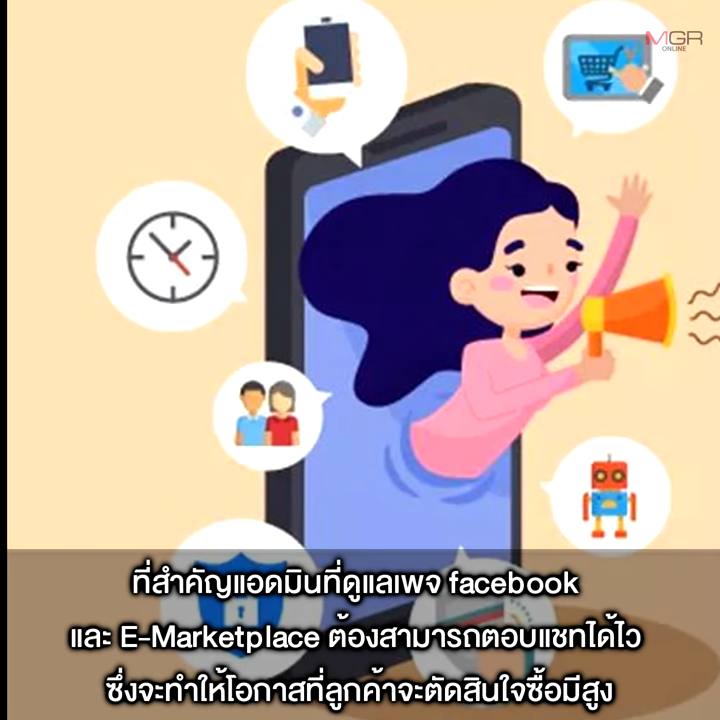 MGR
ONLINE
ที่สำคัญแอดมินที่ดูแลเพจ facebook
และ E-Marketplace ต้องสามารถตอบแชทได้ไว
ซึ่งจะทำให้โอกาสที่ลูกค้าจะตัดสินใจซื้อมีสูง